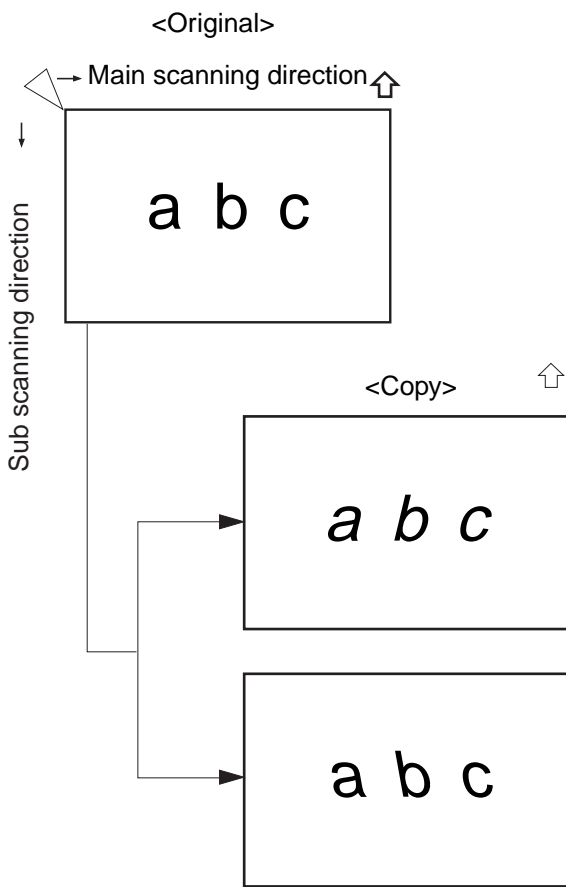 <Original>
Main scanning direction
Sub scanning direction
a b c
<Copy>
a b c
a b c